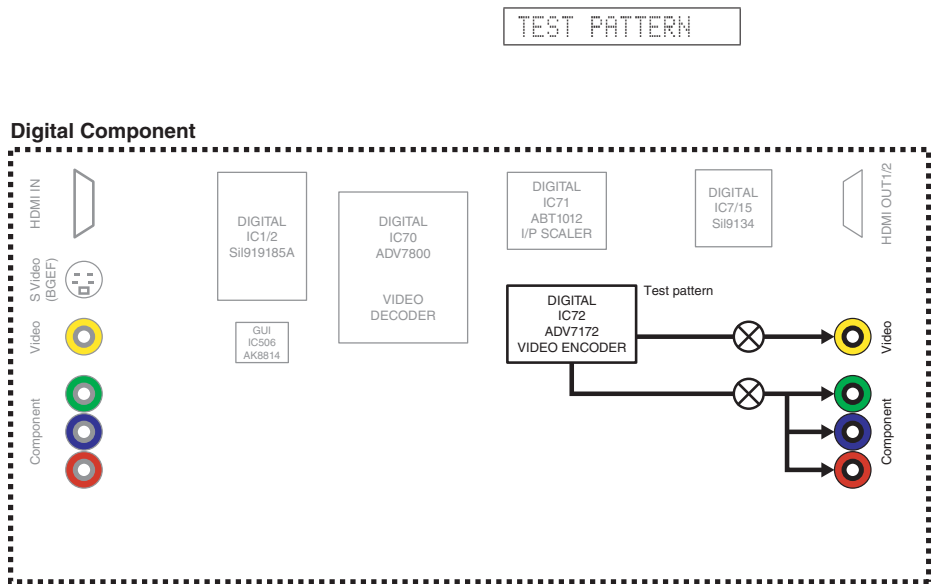 TEST PATTERN
Digital Component
HDMI IN
S Video
(BGEF)
Video
Component
DIGITAL
IC1/2
SiI919185A
GUI
IC506
AK8814
DIGITAL
IC70
ADV7800
VIDEO
DECODER
DIGITAL
IC71
ABT1012
I/P SCALER
DIGITAL
IC7/15
SiI9134
HDMI OUT1/2
DIGITAL
IC72
ADV7172
VIDEO ENCODER
Test pattern
Video
Component